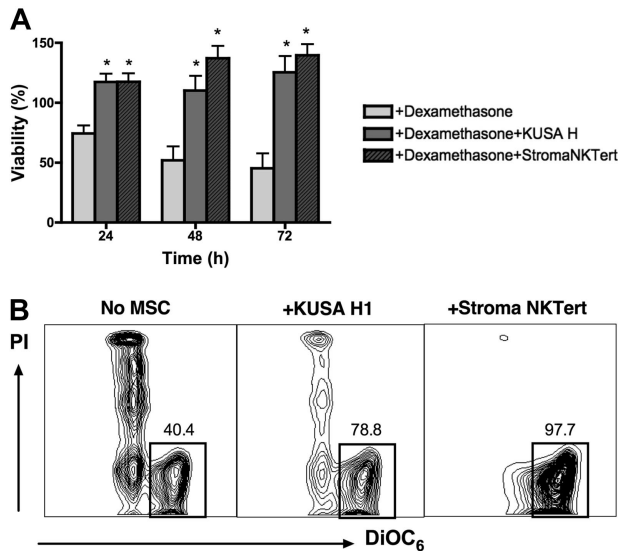 A
150
100
50
0
Viability (%)
* *
* *
* *
24 48 72
Time (h)
+Dexamethasone
+Dexamethasone+KUSA H
+Dexamethasone+StromaNKTert
B
No MSC +KUSA H1 +Stroma NKTert
PI
40.4 78.8 97.7
DiOC6